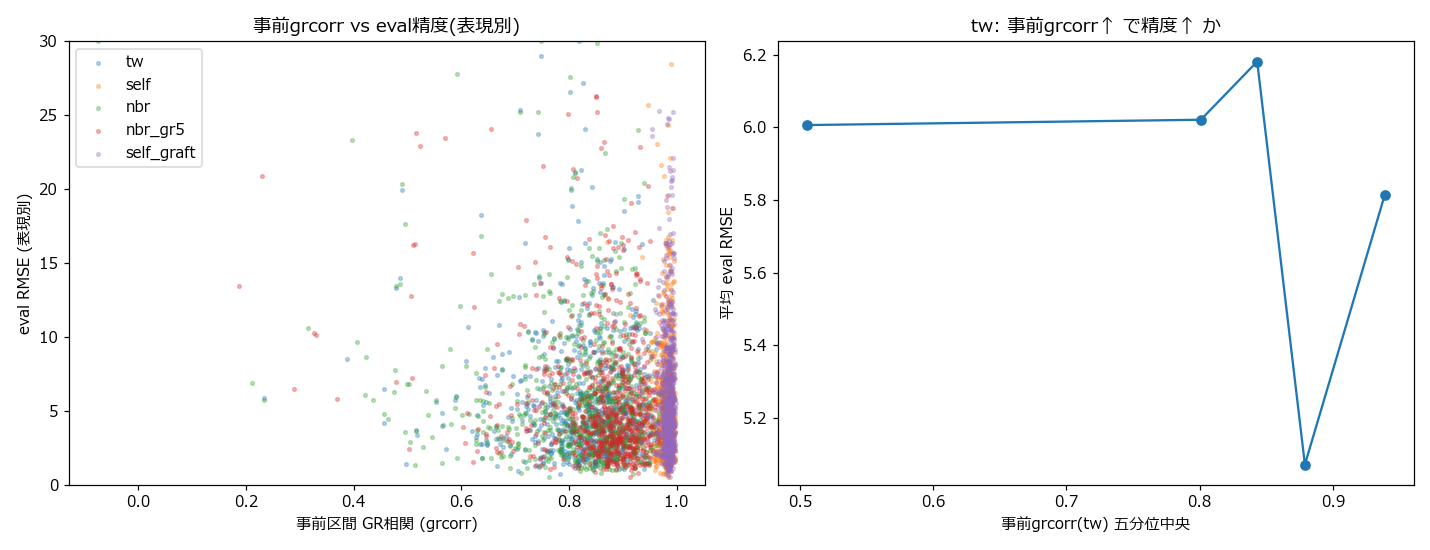 事前grcorr vs eval精度(表現別)
eval RMSE (表現別)
30
25
20
15
10
5
0
tw
self
nbr
nbr_gr5
self_graft
0.0 0.2 0.4 0.6 0.8 1.0
事前区間 GR相関 (grcorr)
tw: 事前grcorr↑ で精度↑ か
平均 eval RMSE
6.2
6.0
5.8
5.6
5.4
5.2
0.5 0.6 0.7 0.8 0.9
事前grcorr(tw) 五分位中央